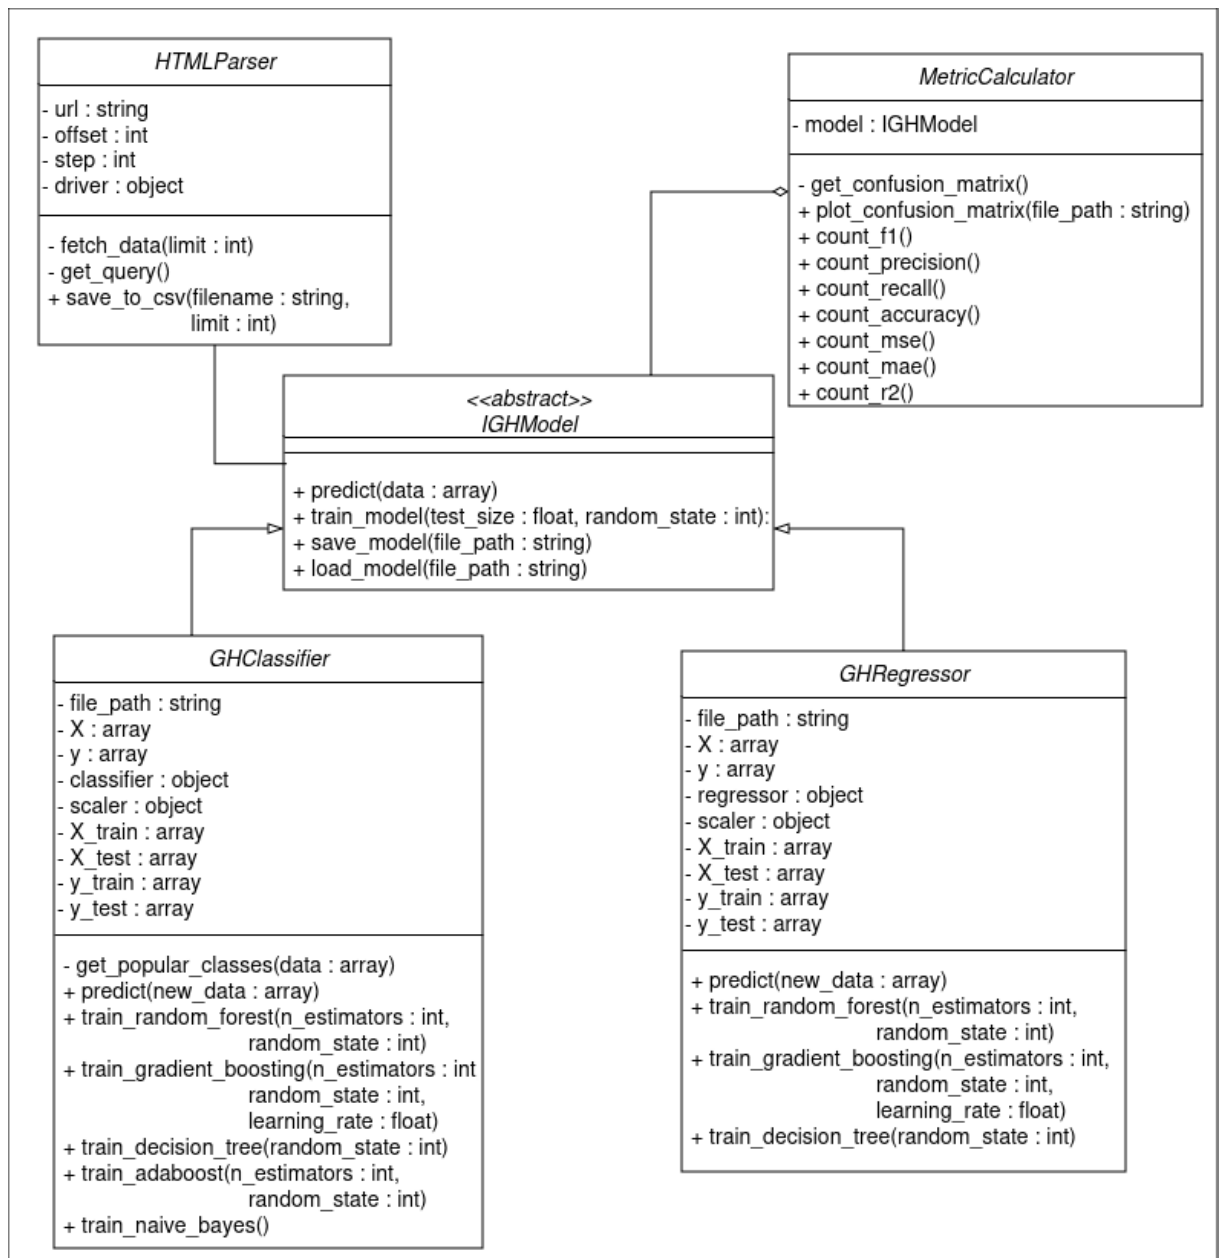 HTMLParser
- url : string
- offset : int
- step : int
- driver : object
- fetch_data(limit : int)
- get_query()
+ save_to_csv(filename : string,
limit : int)
MetricCalculator
- model : IGHModel
- get_confusion_matrix()
+ plot_confusion_matrix(file_path : string)
+ count_f1()
+ count_precision()
+ count_recall()
+ count_accuracy()
+ count_mse()
+ count_mae()
+ count_r2()
<<abstract>>
IGHModel
+ predict(data : array)
+ train_model(test_size : float, random_state : int):
+ save_model(file_path : string)
+ load_model(file_path : string)
GHClassifier
- file_path : string
- X : array
- y : array
- classifier : object
- scaler : object
- X_train : array
- X_test : array
- y_train : array
- y_test : array
- get_popular_classes(data : array)
+ predict(new_data : array)
+ train_random_forest(n_estimators : int,
random_state : int)
+ train_gradient_boosting(n_estimators : int
random_state : int,
learning_rate : float)
+ train_decision_tree(random_state : int)
+ train_adaboost(n_estimators : int,
random_state : int)
+ train_naive_bayes()
GHRegressor
- file_path : string
- X : array
- y : array
- regressor : object
- scaler : object
- X_train : array
- X_test : array
- y_train : array
- y_test : array
+ predict(new_data : array)
+ train_random_forest(n_estimators : int,
random_state : int)
+ train_gradient_boosting(n_estimators : int,
random_state : int,
learning_rate : float)
+ train_decision_tree(random_state : int)